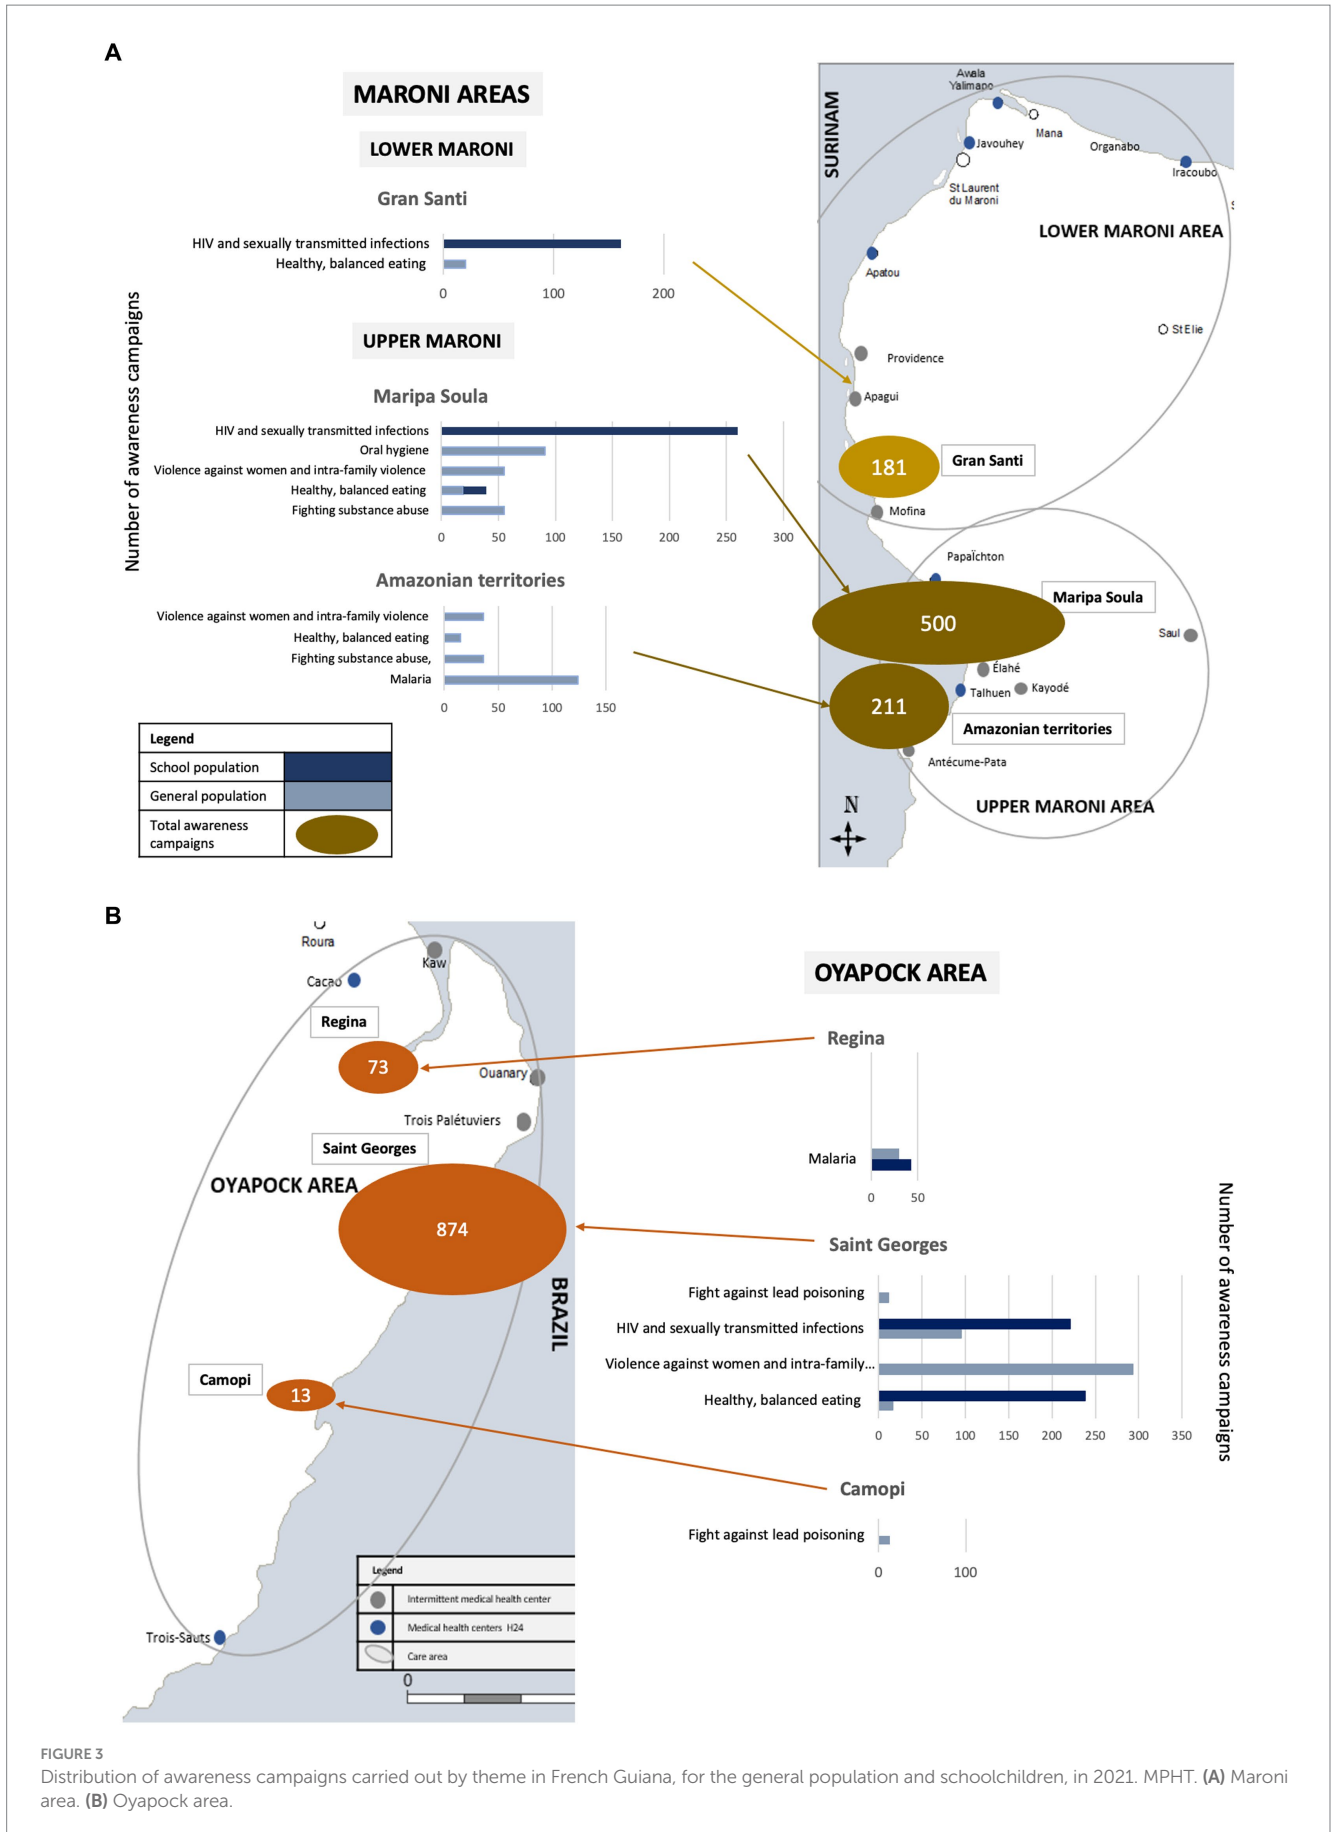 A
MARONI AREAS
LOWER MARONI
Gran Santi
HIV and sexually transmitted infections
Healthy, balanced eating
0 100 200
UPPER MARONI
Maripa Soula
HIV and sexually transmitted infections
Oral hygiene
Violence against women and intra-family violence
Healthy, balanced eating
Fighting substance abuse
0 50 100 150 200 250 300
Amazonian territories
Violence against women and intra-family violence
Healthy, balanced eating
Fighting substance abuse,
Malaria
0 50 100 150
Number of awareness campaigns
Legend
School population
General population
Total awareness
campaigns
SURINAM
Awala
Yalimapo
Mana
Javouhey
Organabo
Iracoubo
St Laurent
du Maroni
LOWER MARONI AREA
Apatou
St Elie
Providence
Apagui
181
Gran Santi
Mofina
Papaïchton
Maripa Soula
500
Saul
Élahé
Talhuen
Kayodé
211
Amazonian territories
Antécume-Pata
UPPER MARONI AREA
N
B
Roura
Kaw
Cacao
Regina
73
Ouanary
Trois Palétuviers
Saint Georges
OYAPOCK AREA
874
BRAZIL
Camopi
13
Trois-Sauts
Legend
Intermittent medical health center
Medical health centers H24
Care area
0
OYAPOCK AREA
Regina
Malaria
0 50
Saint Georges
Fight against lead poisoning
HIV and sexually transmitted infections
Violence against women and intra-family...
Healthy, balanced eating
0 50 100 150 200 250 300 350
Camopi
Fight against lead poisoning
0 100
Number of awareness campaigns
FIGURE 3
Distribution of awareness campaigns carried out by theme in French Guiana, for the general population and schoolchildren, in 2021. MPHT. (A) Maroni
area. (B) Oyapock area.